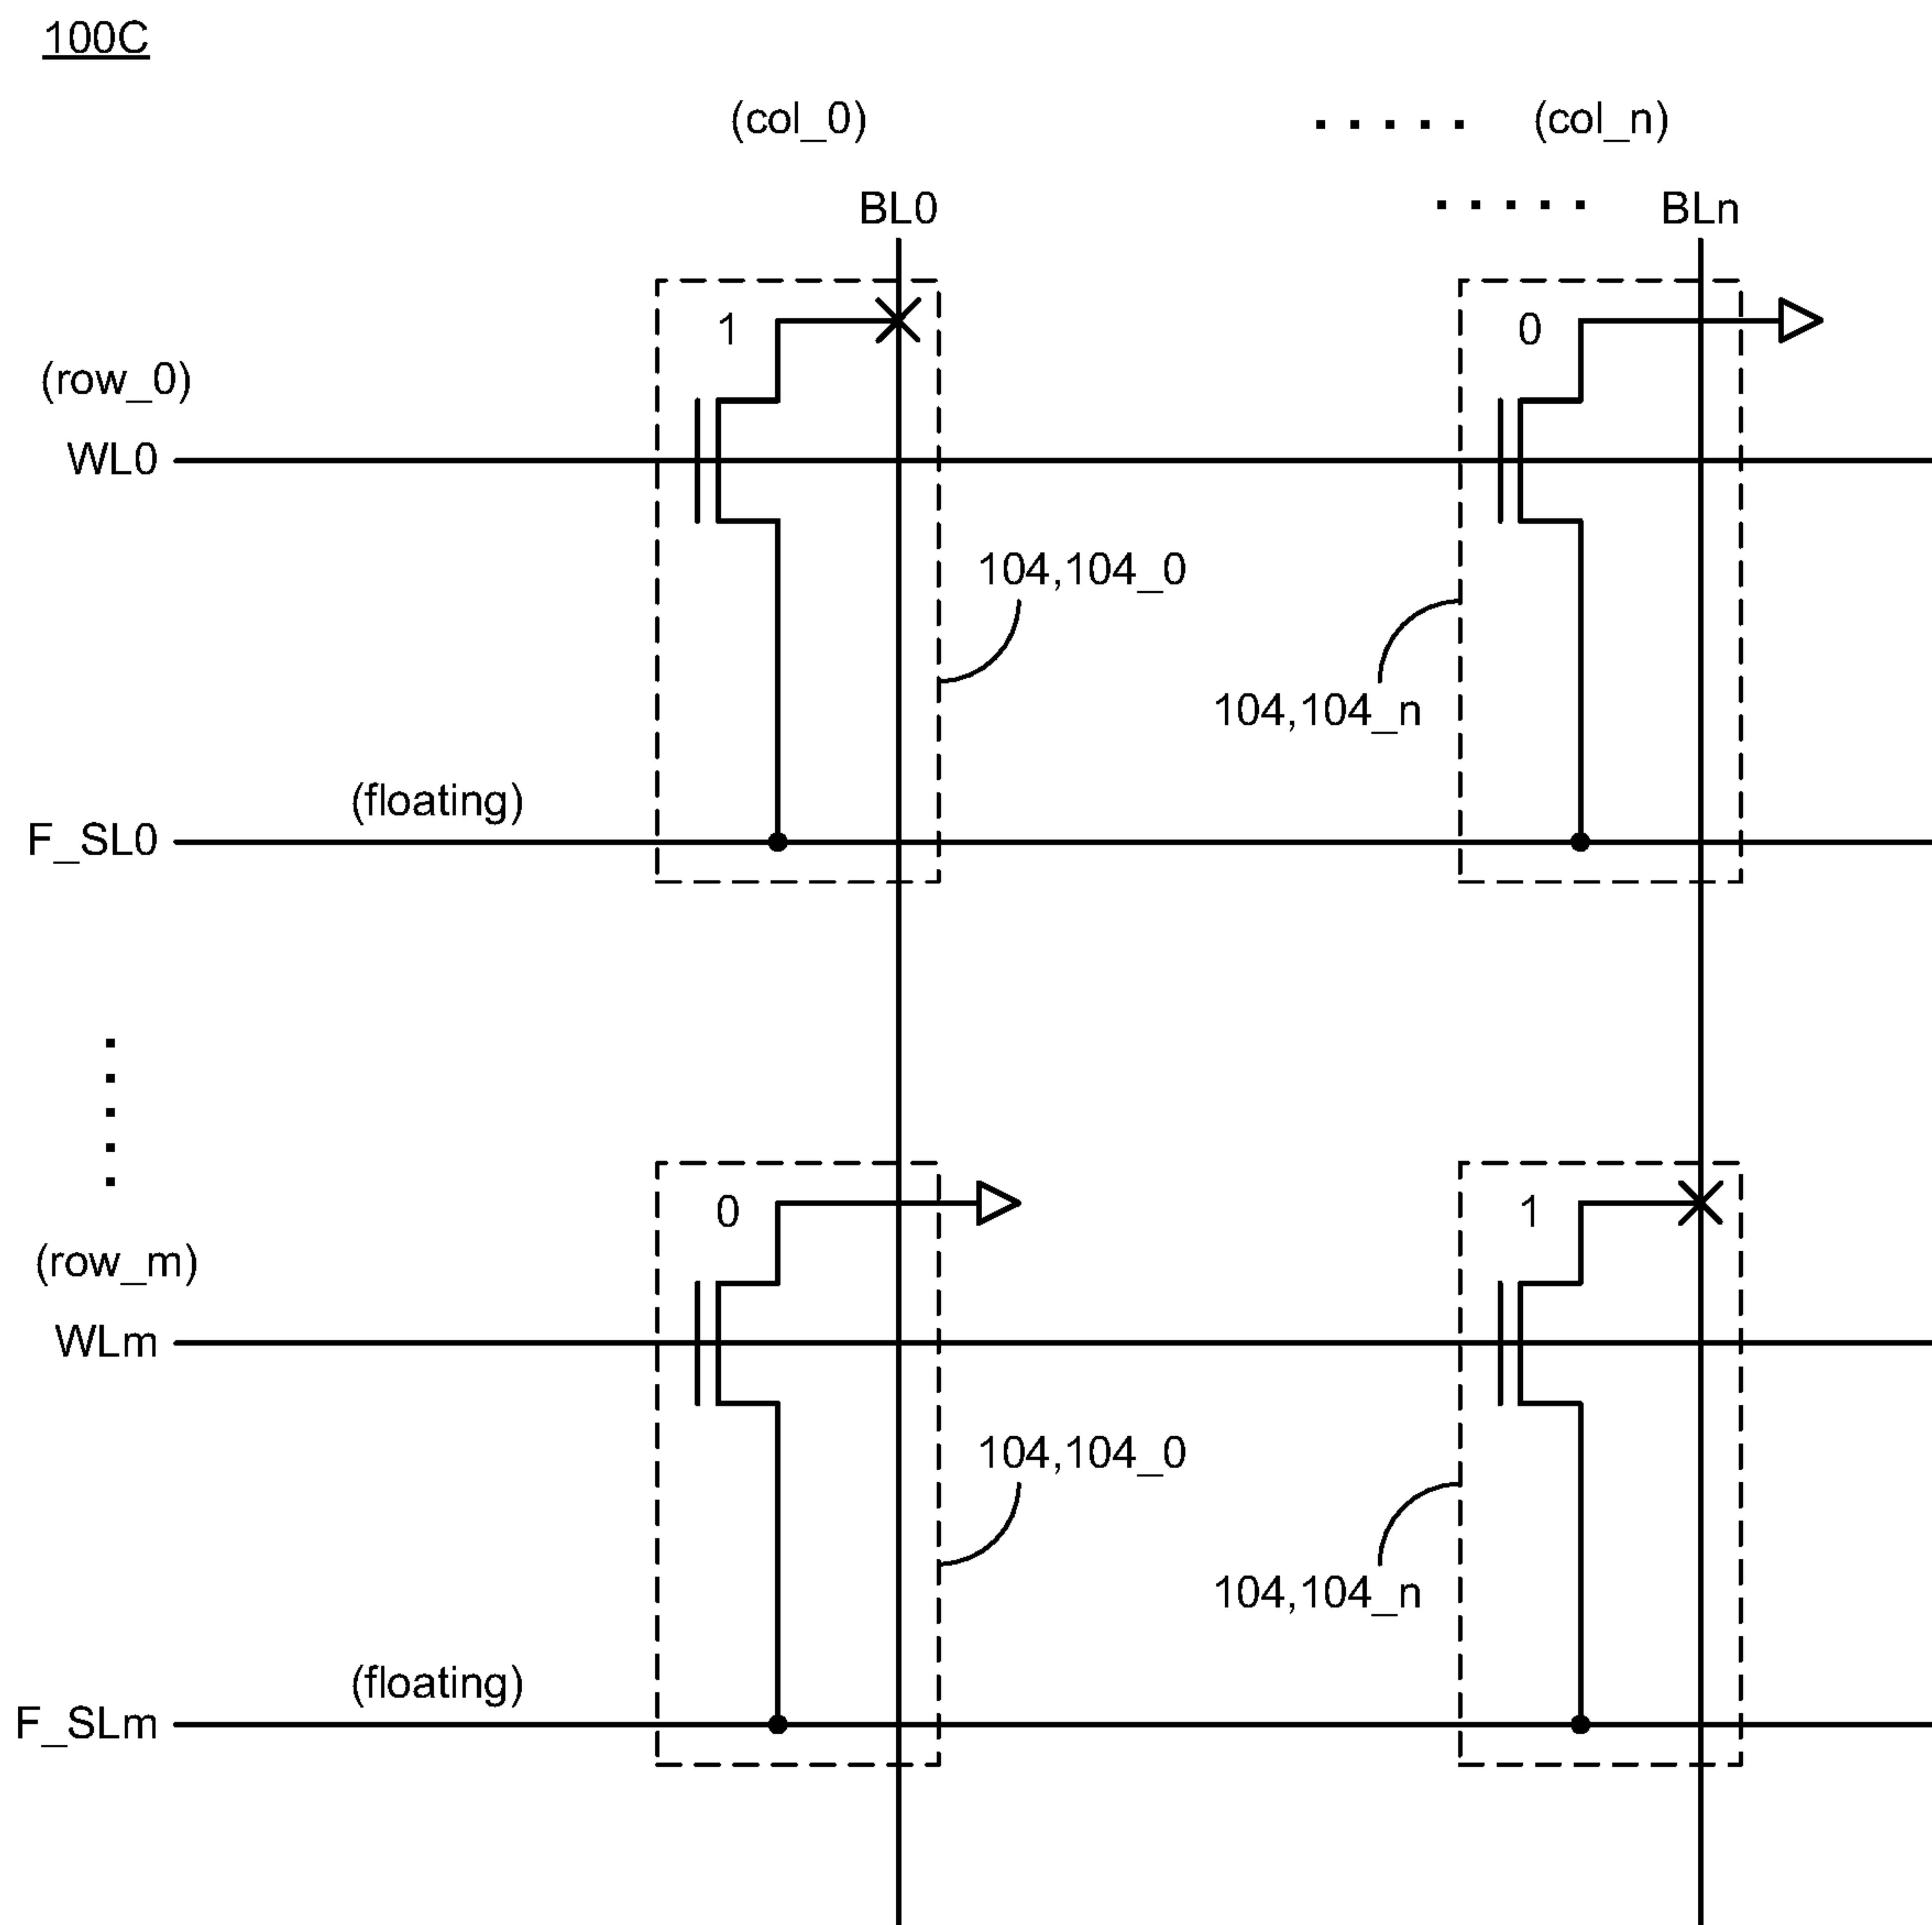 100C
(col_0) ..... (col_n)
BL0 ..... BLn
1
0
(row_0)
WL0
104,104_0
104,104_n
(floating)
F_SL0
0
1
(row_m)
WLm
104,104_0
104,104_n
(floating)
F_SLm